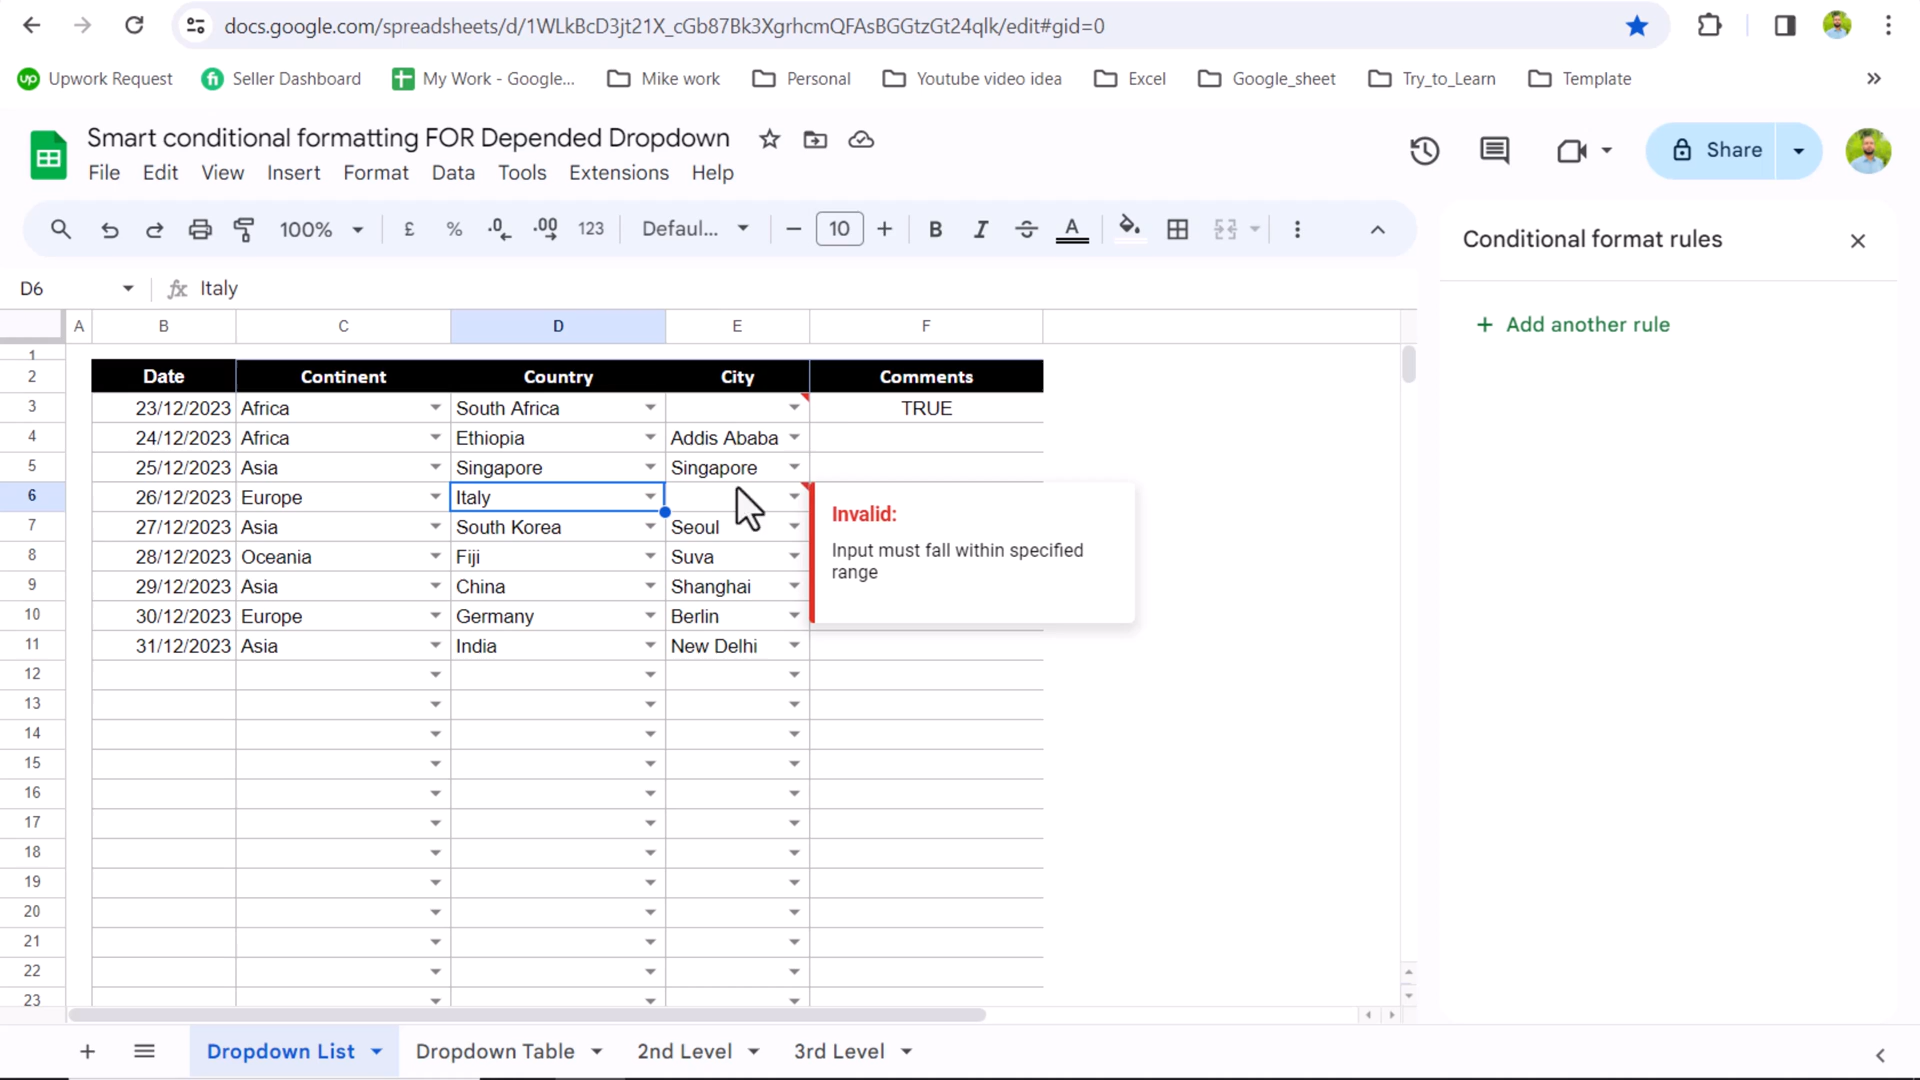 docs.google.com/spreadsheets/d/1WLkBcD3jt21X_cGb87Bk3XgrhcmQFAsBGGtzGt24qlk/edit#gid=0
up Upwork Request fi Seller Dashboard My Work - Google... Mike work Personal Youtube video idea Excel Google_sheet Try_to_Learn Template
Smart conditional formatting FOR Depended Dropdown
File Edit View Insert Format Data Tools Extensions Help
Share
100% £ % .0 .00 123 Defaul... 10 B I S A
Conditional format rules
D6 fx Italy
Add another rule
A B C D E F
1
2 Date Continent Country City Comments
3 23/12/2023 Africa South Africa TRUE
4 24/12/2023 Africa Ethiopia Addis Ababa
5 25/12/2023 Asia Singapore Singapore
6 26/12/2023 Europe Italy
7 27/12/2023 Asia South Korea Seoul
8 28/12/2023 Oceania Fiji Suva
9 29/12/2023 Asia China Shanghai
10 30/12/2023 Europe Germany Berlin
11 31/12/2023 Asia India New Delhi
Invalid:
Input must fall within specified
range
12
13
14
15
16
17
18
19
20
21
22
23
Dropdown List Dropdown Table 2nd Level 3rd Level